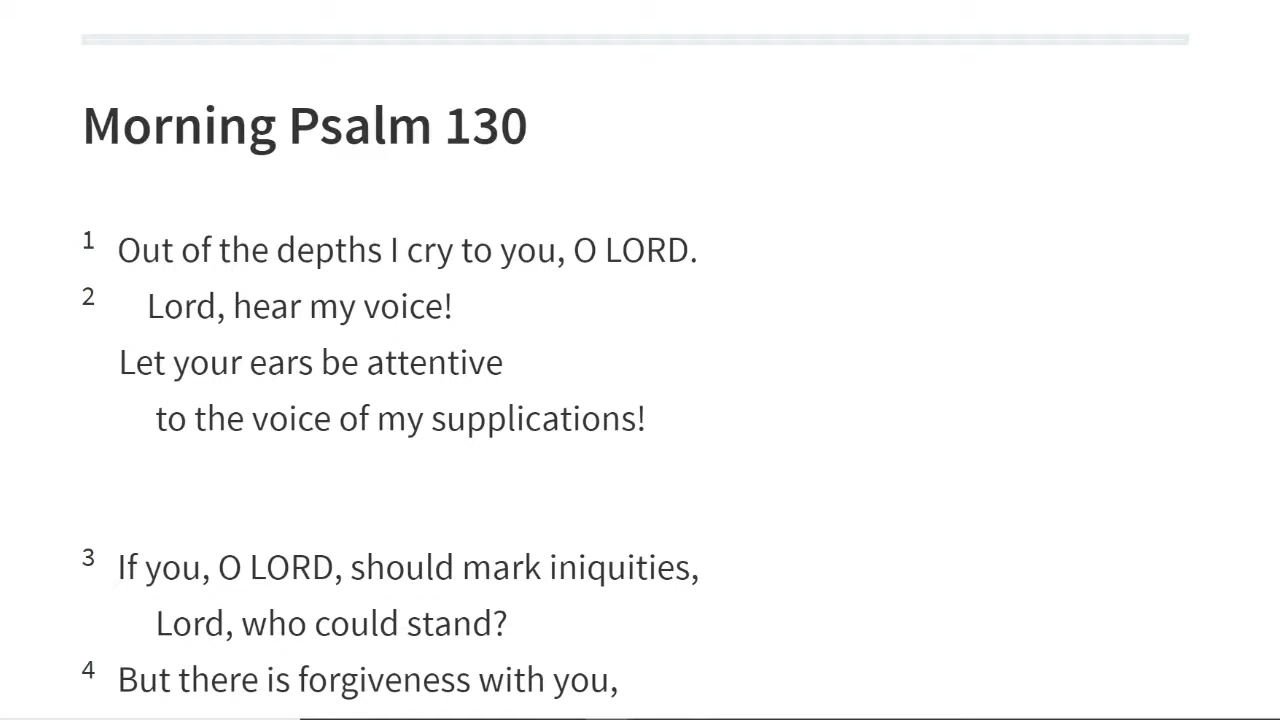 Morning Psalm 130
1 Out of the depths I cry to you, O LORD.
2 Lord, hear my voice!
Let your ears be attentive
to the voice of my supplications!
3 If you, O LORD, should mark iniquities,
Lord, who could stand?
4 But there is forgiveness with you,